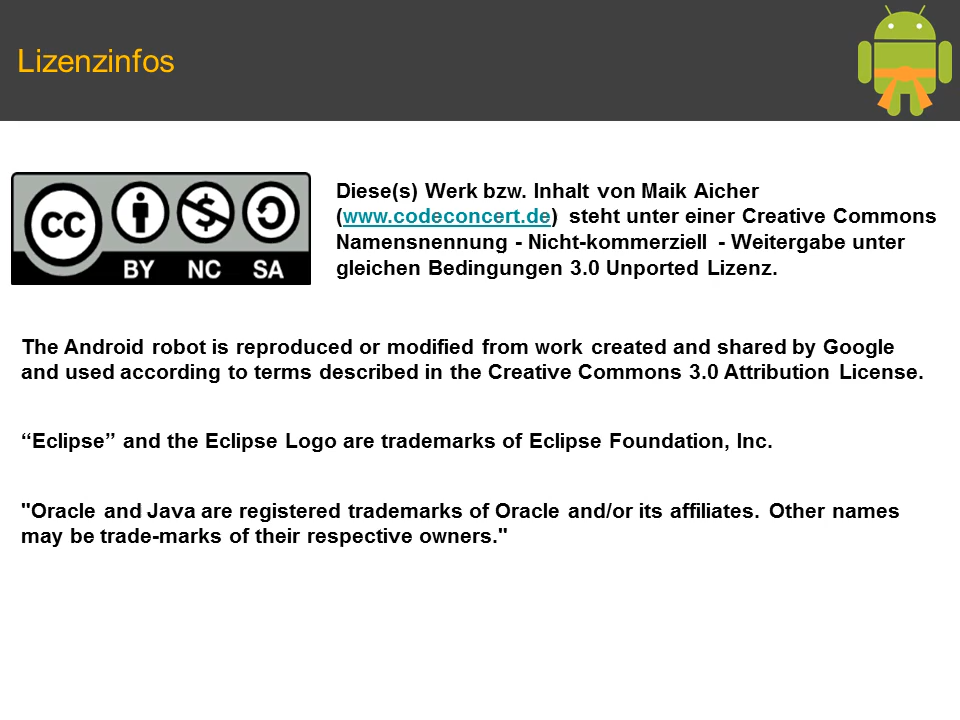 Lizenzinfos
cc
BY NC SA
Diese(s) Werk bzw. Inhalt von Maik Aicher
(www.codeconcert.de) steht unter einer Creative Commons
Namensnennung - Nicht-kommerziell - Weitergabe unter
gleichen Bedingungen 3.0 Unported Lizenz.
The Android robot is reproduced or modified from work created and shared by Google
and used according to terms described in the Creative Commons 3.0 Attribution License.
“Eclipse” and the Eclipse Logo are trademarks of Eclipse Foundation, Inc.
"Oracle and Java are registered trademarks of Oracle and/or its affiliates. Other names
may be trade-marks of their respective owners."